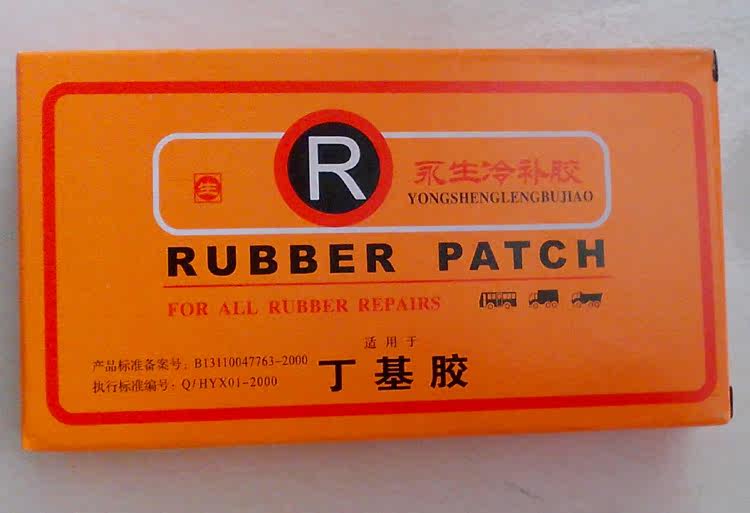 R
生
永生冷补胶
YONGSHENGLENGBUJIAO
RUBBER PATCH
FOR ALL RUBBER REPAIRS
适用于
产品标准备案号：B13110047763-2000
丁基胶
执行标准编号：Q/HYX01-2000